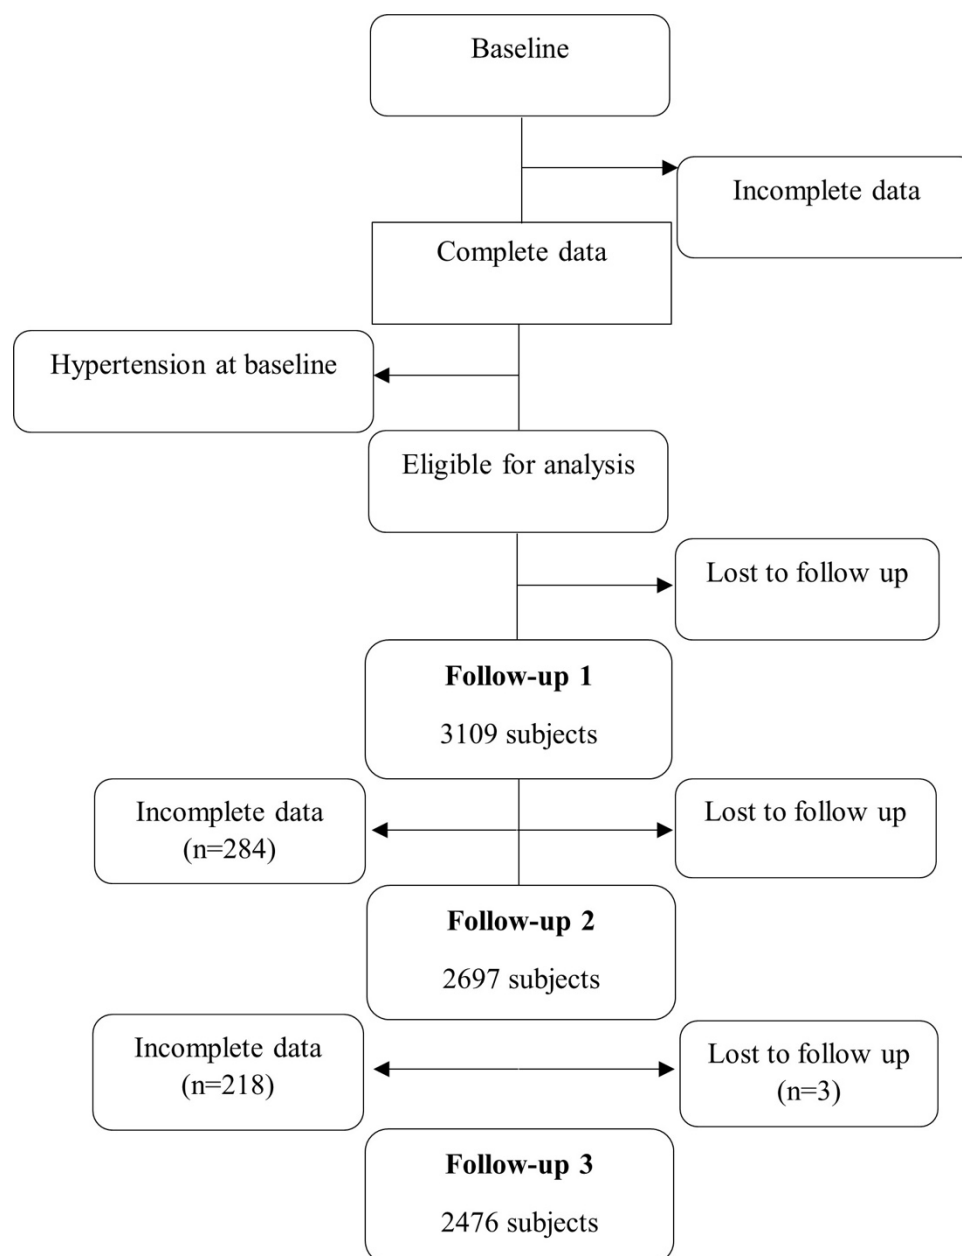 Baseline
Incomplete data
Complete data
Hypertension at baseline
Eligible for analysis
Lost to follow up
Follow-up 1
3109 subjects
Incomplete data
(n=284)
Lost to follow up
Follow-up 2
2697 subjects
Incomplete data
(n=218)
Lost to follow up
(n=3)
Follow-up 3
2476 subjects